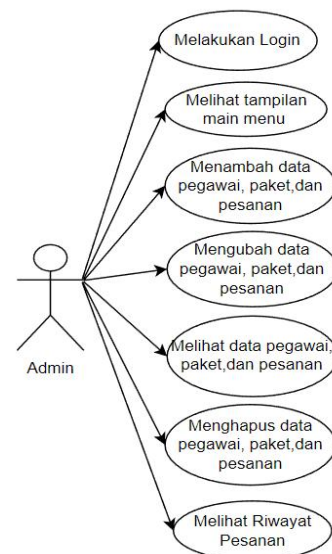 Melakukan Login
Melihat tampilan
main menu
Menambah data
pegawai, paket,dan
pesanan
Mengubah data
pegawai, paket,dan
pesanan
Admin
Melihat data pegawai,
paket,dan pesanan
Menghapus data
pegawai, paket,dan
pesanan
Melihat Riwayat
Pesanan